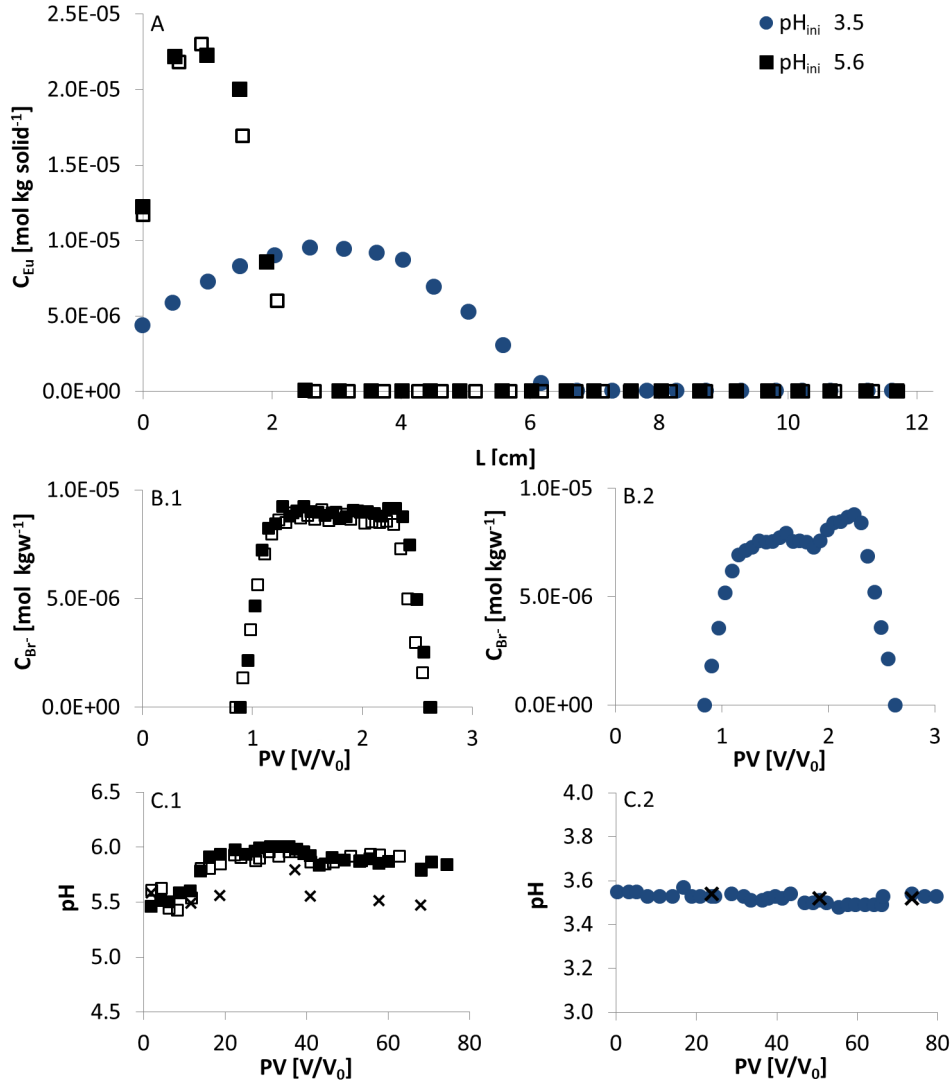 A
2.5E-05
2.0E-05
1.5E-05
1.0E-05
5.0E-06
0.0E+00
C_Eu [mol kg solid⁻¹]
pH_ini 3.5
pH_ini 5.6
0 2 4 6 8 10 12
L [cm]
B.1
1.0E-05
5.0E-06
0.0E+00
C_Br- [mol kgw⁻¹]
0 1 2 3
PV [V/V₀]
B.2
1.0E-05
5.0E-06
0.0E+00
C_Br- [mol kgw⁻¹]
0 1 2 3
PV [V/V₀]
C.1
6.5
6.0
5.5
5.0
4.5
pH
0 20 40 60 80
PV [V/V₀]
C.2
4.0
3.8
3.6
3.4
3.2
3.0
pH
0 20 40 60 80
PV [V/V₀]